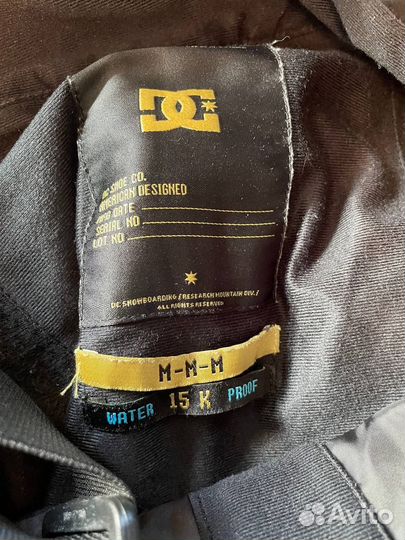 DC
DC SHOE CO.
AMERICAN DESIGNED
PROD DATE
SERIAL NO
LOT NO
DC SNOWBOARDING / RESEARCH MOUNTAIN DIV. /
ALL RIGHTS RESERVED
M-M-M
WATER 15 K PROOF
Avito